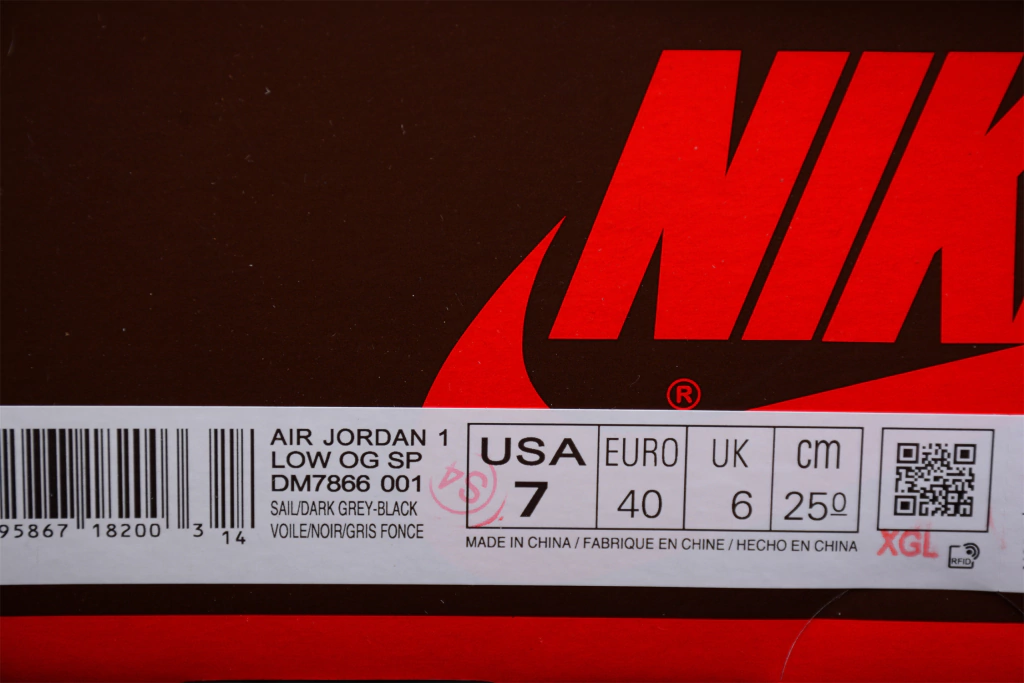 NIK
®
AIR JORDAN 1
LOW OG SP
DM7866 001
SAIL/DARK GREY-BLACK
VOILE/NOIR/GRIS FONCE
95867 18200 3
14
S4
USA EURO UK cm
7 40 6 250
MADE IN CHINA / FABRIQUE EN CHINE / HECHO EN CHINA
XGL
RFID